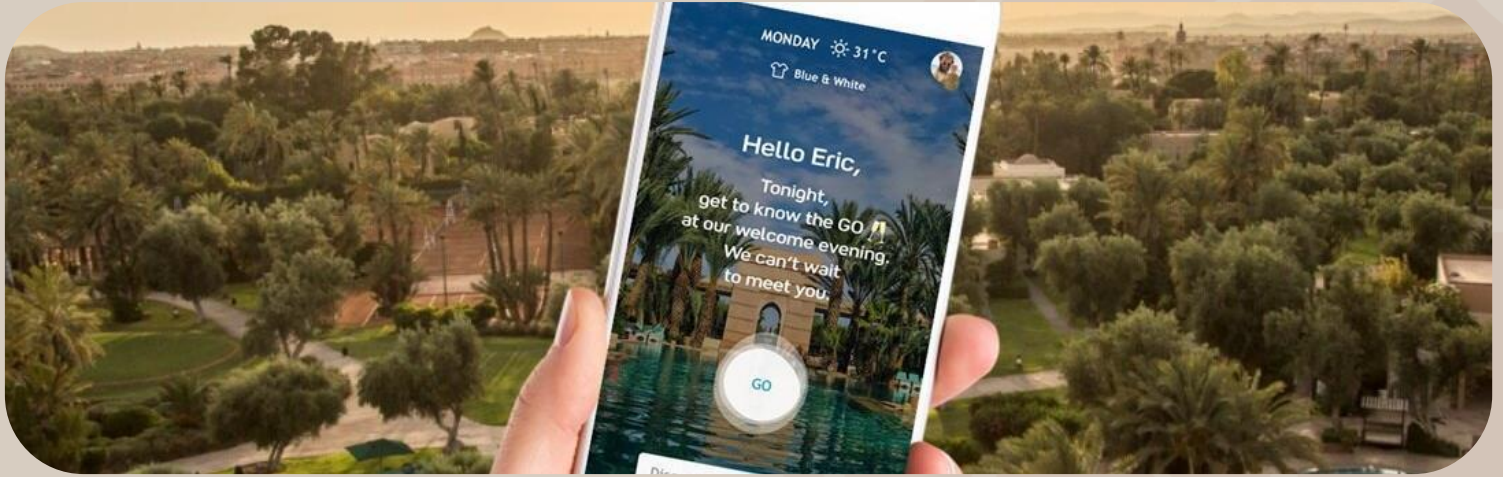 MONDAY 31°C
Blue & White
Hello Eric,
Tonight,
get to know the GO 🥂
at our welcome evening.
We can't wait
to meet you.
GO